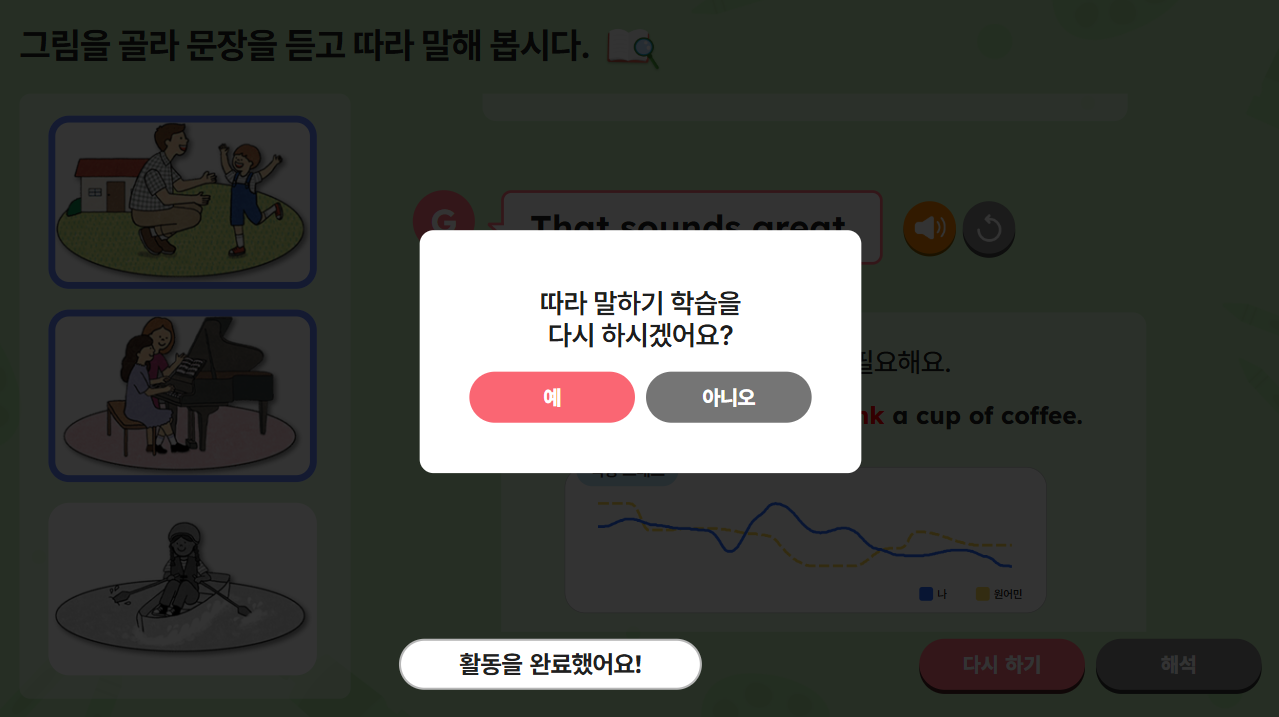 그림을 골라 문장을 듣고 따라 말해 봅시다.
G
That sounds great
따라 말하기 학습을
다시 하시겠어요?
예
아니오
필요해요.
nk a cup of coffee.
나
원어민
활동을 완료했어요!
다시 하기
해석